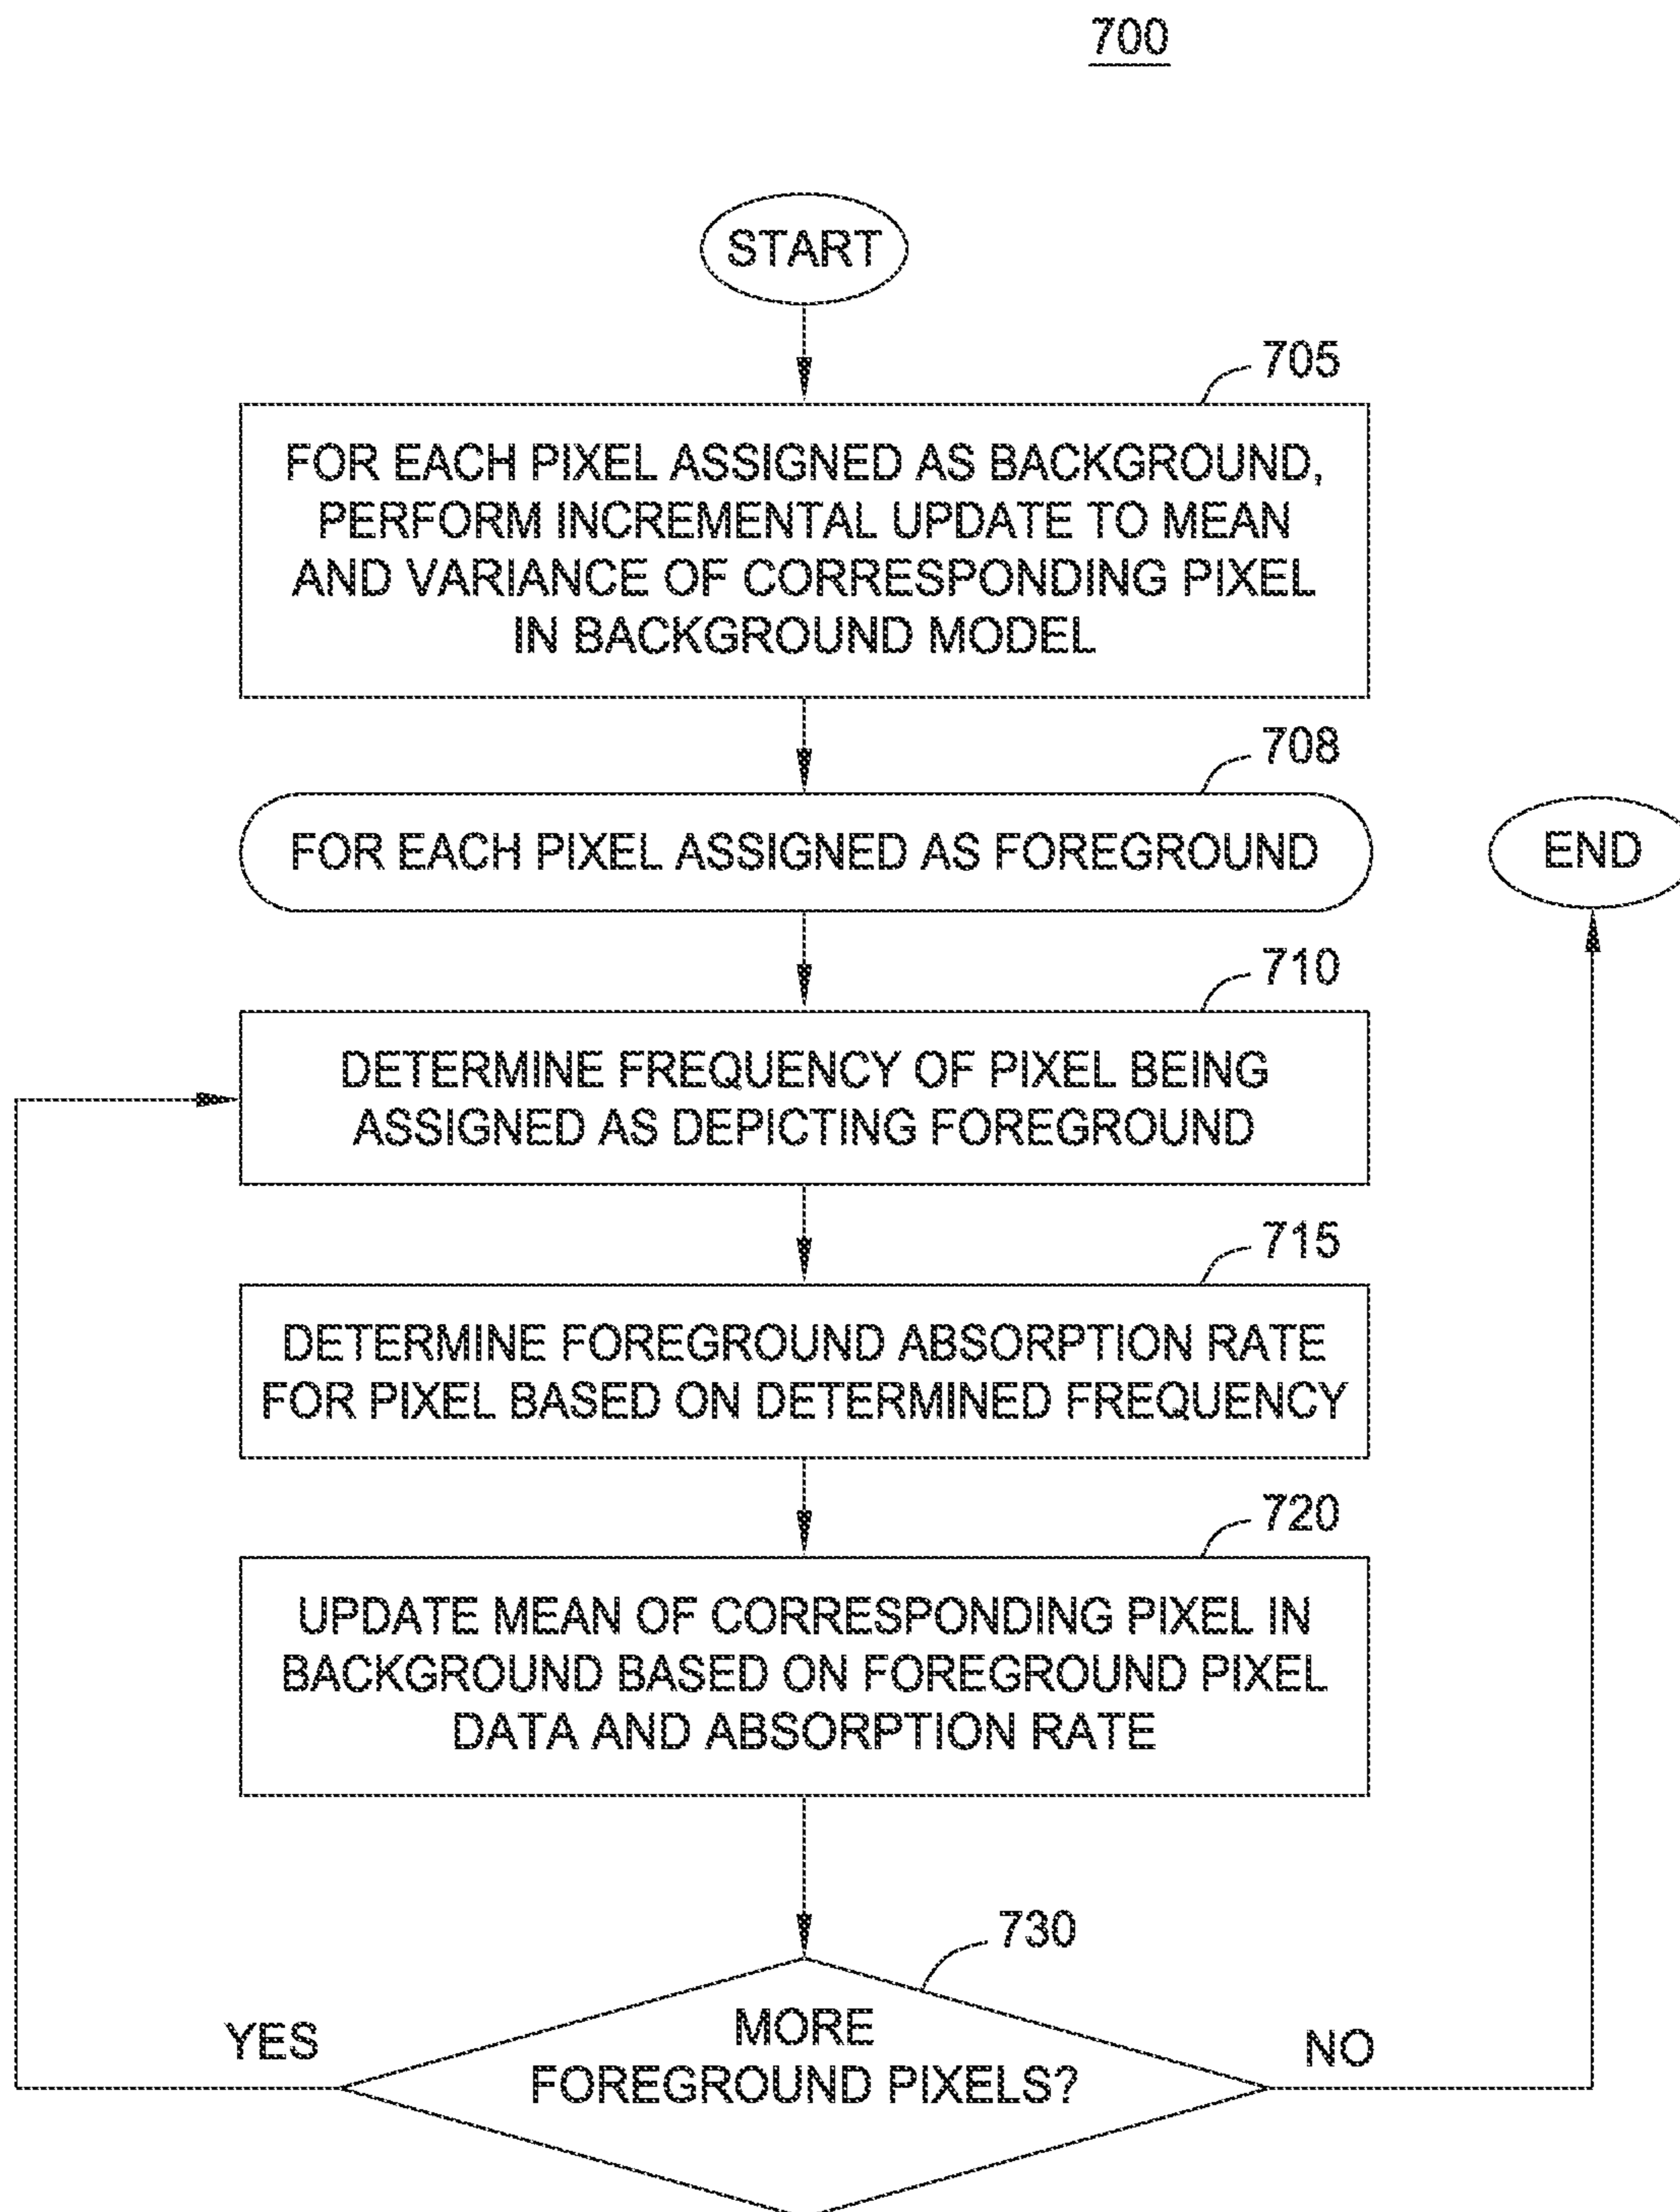 700
START
705
FOR EACH PIXEL ASSIGNED AS BACKGROUND,
PERFORM INCREMENTAL UPDATE TO MEAN
AND VARIANCE OF CORRESPONDING PIXEL
IN BACKGROUND MODEL
708
FOR EACH PIXEL ASSIGNED AS FOREGROUND
END
710
DETERMINE FREQUENCY OF PIXEL BEING
ASSIGNED AS DEPICTING FOREGROUND
715
DETERMINE FOREGROUND ABSORPTION RATE
FOR PIXEL BASED ON DETERMINED FREQUENCY
720
UPDATE MEAN OF CORRESPONDING PIXEL IN
BACKGROUND BASED ON FOREGROUND PIXEL
DATA AND ABSORPTION RATE
730
MORE
FOREGROUND PIXELS?
YES
NO